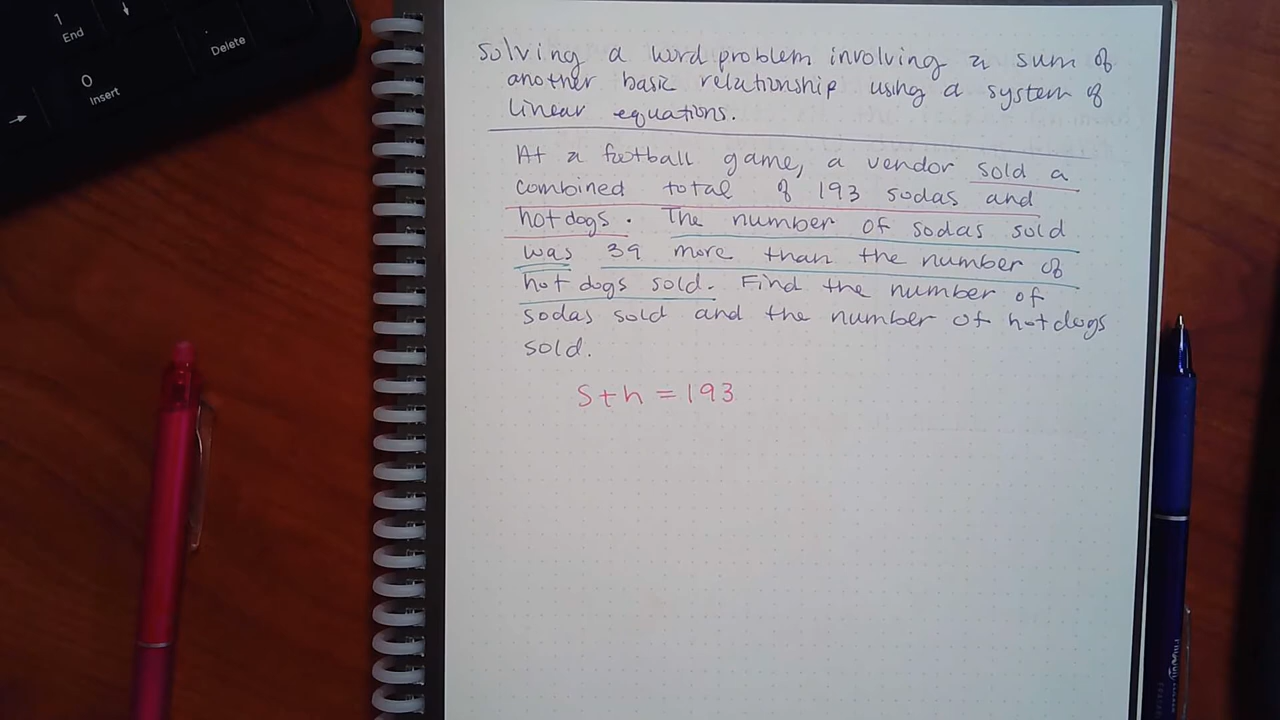 1
End
↓
.
Delete
0
Insert
→
Solving a word problem involving a sum of
another basic relationship using a system of
linear equations.
At a football game, a vendor sold a
combined total of 193 sodas and
hotdogs. The number of sodas sold
was 39 more than the number of
hotdogs sold. Find the number of
sodas sold and the number of hotdogs
sold.
S+h=193